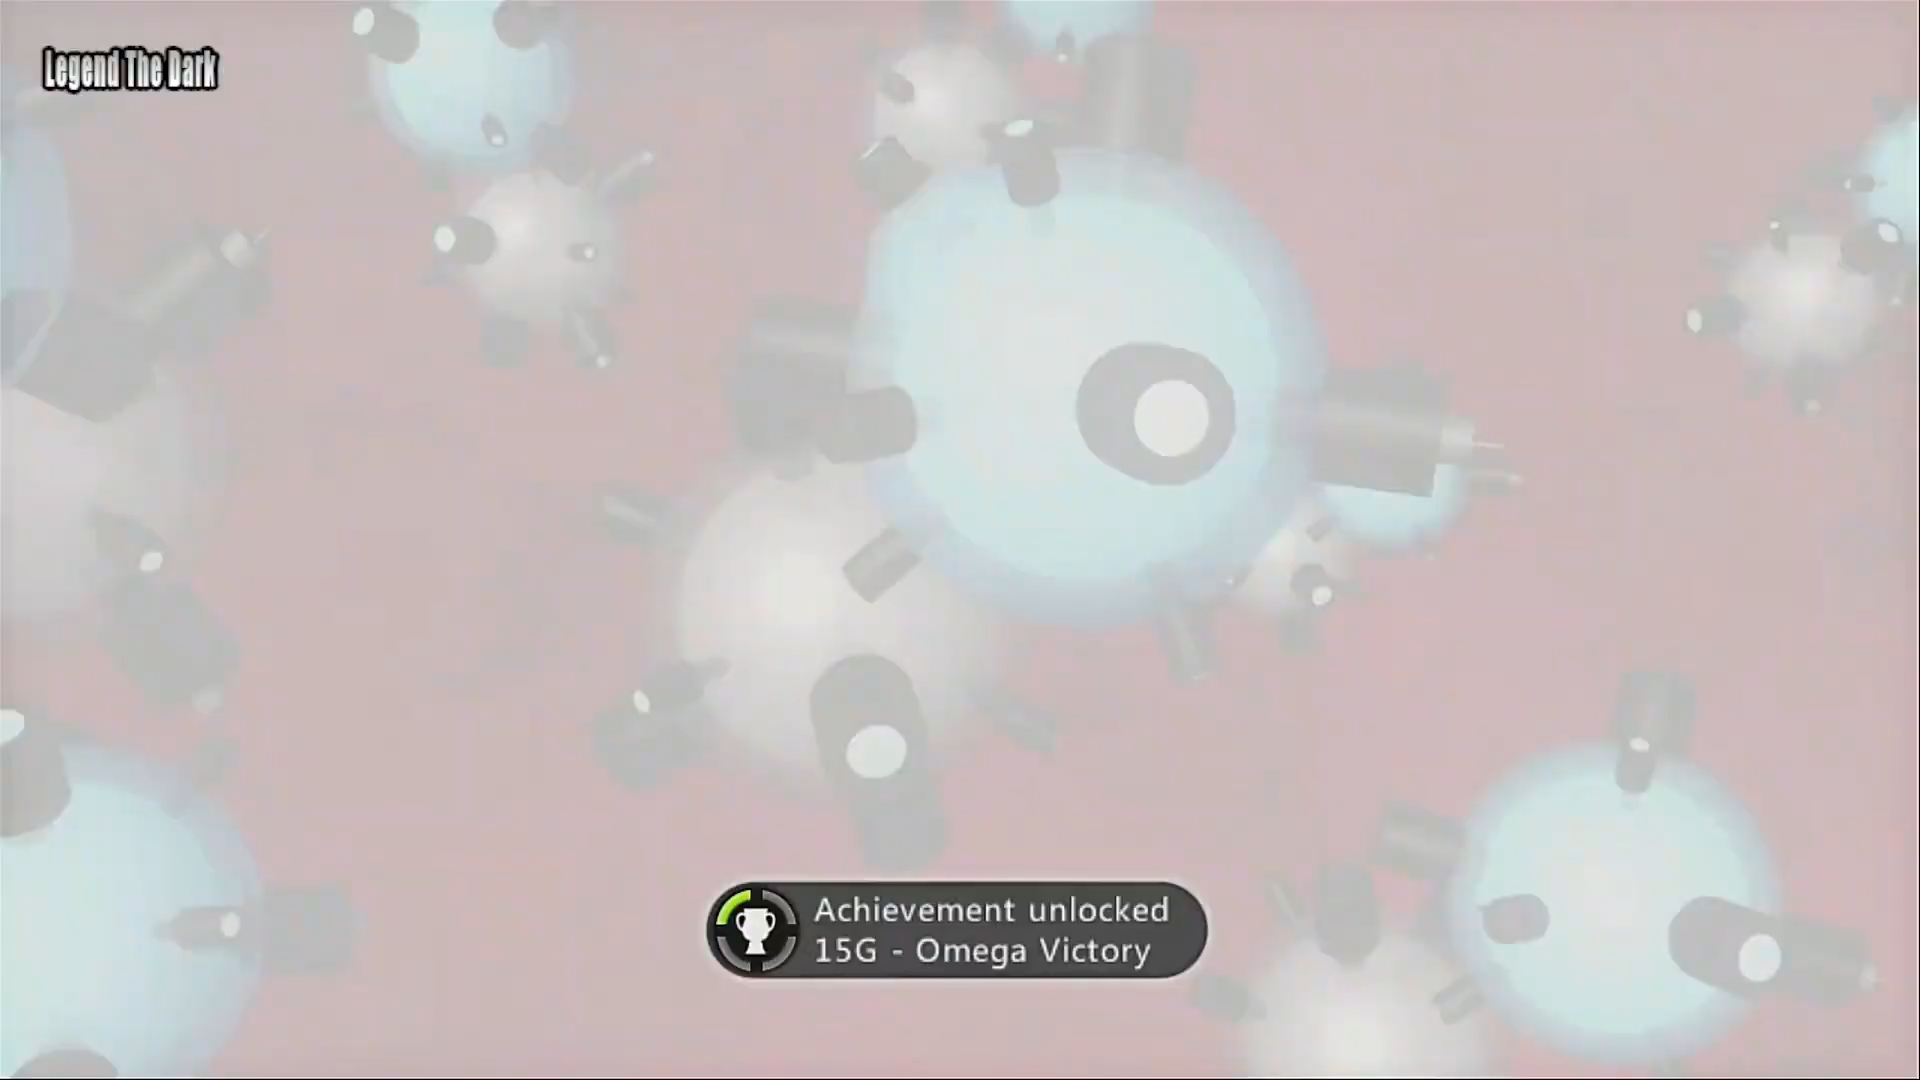 Legend The Dark
Achievement unlocked
15G - Omega Victory